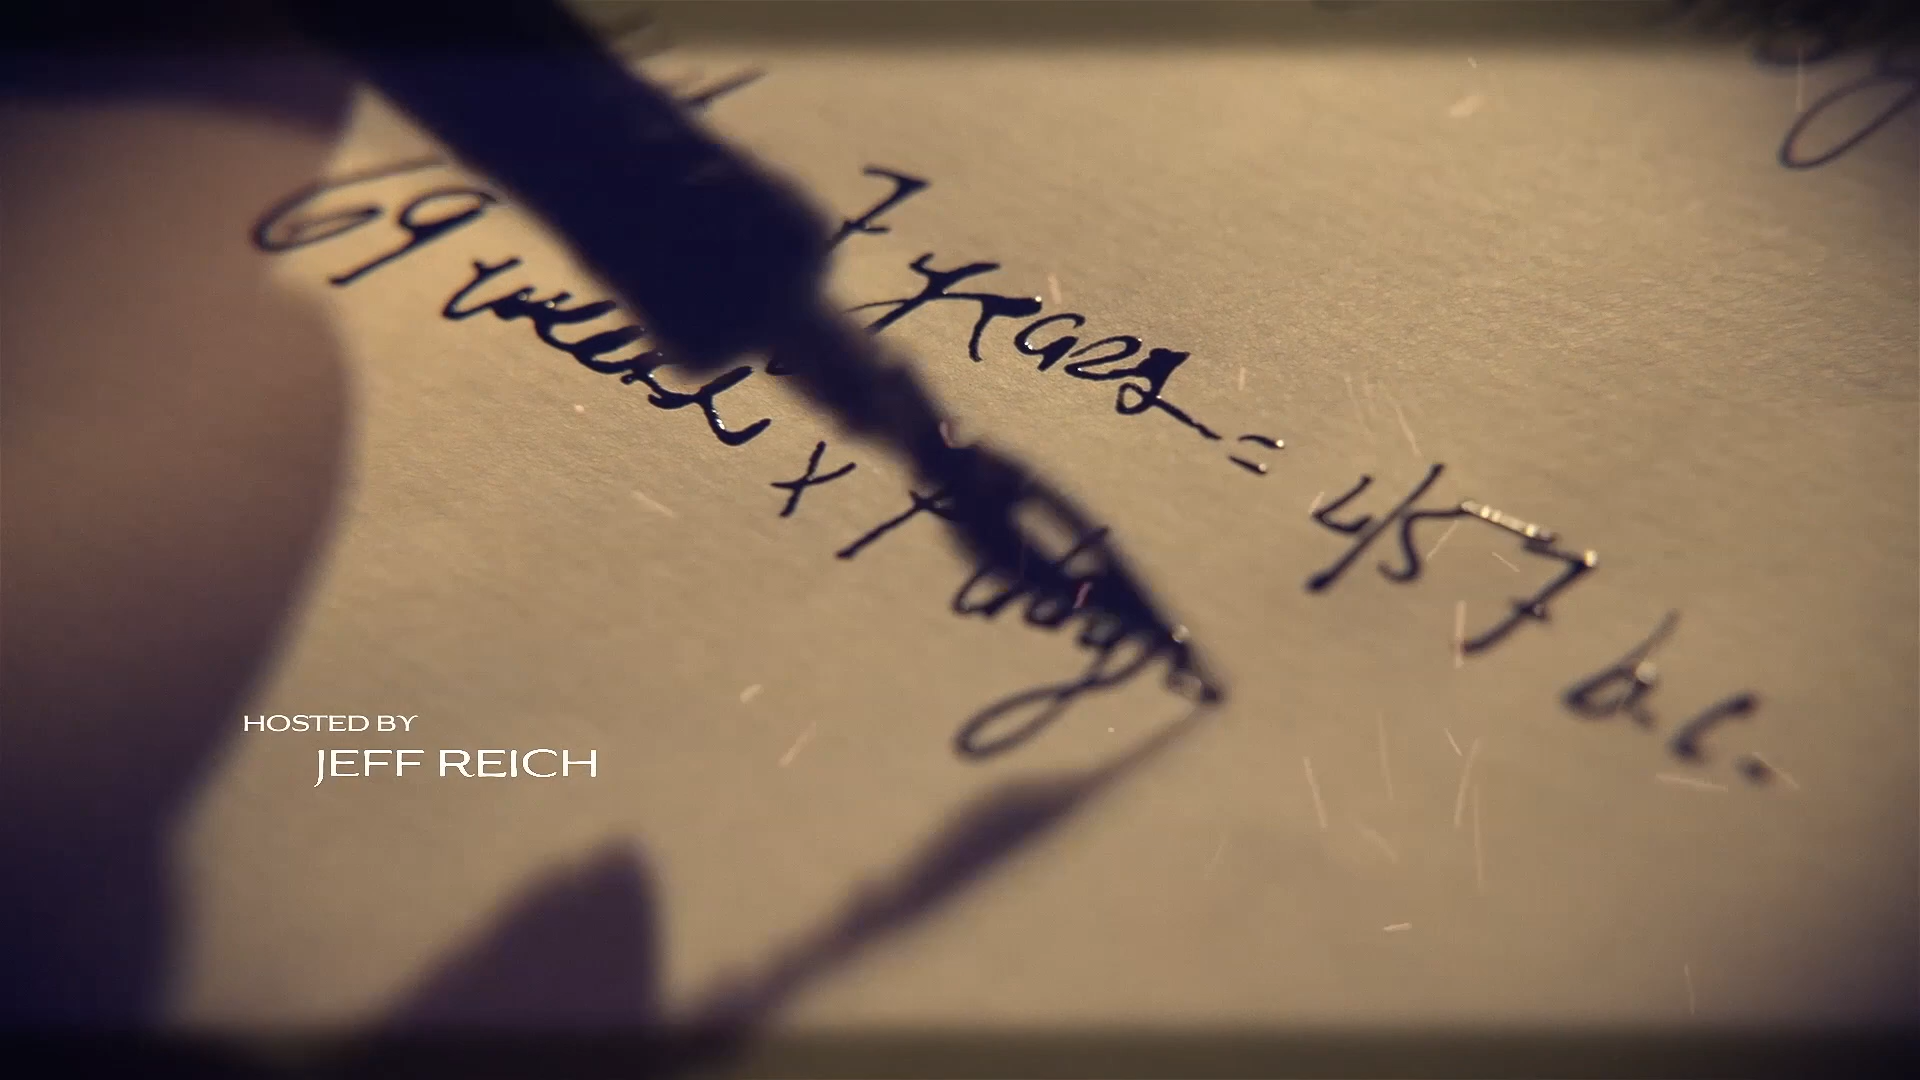 7 years = 457 b.c.
69 weeks x 7 days
HOSTED BY
JEFF REICH